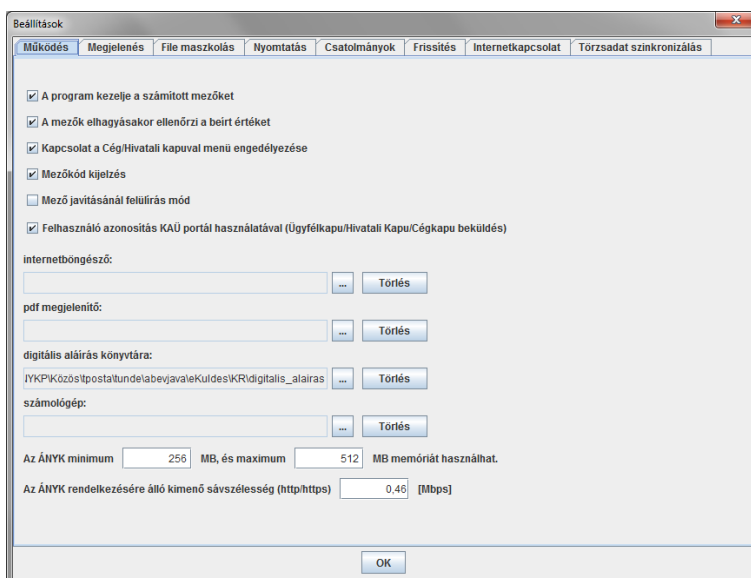 Beállítások
Működés Megjelenés File maszkolás Nyomtatás Csatolmányok Frissítés Internetkapcsolat Törzsadat szinkronizálás
A program kezelje a számított mezőket
A mezők elhagyásakor ellenőrzi a beírt értéket
Kapcsolat a Cég/Hivatali kapuval menü engedélyezése
Mezőkód kijelzés
Mező javításánál felülírás mód
Felhasználó azonosítás KAÜ portál használatával (Ügyfélkapu/Hivatali Kapu/Cégkapu beküldés)
internetböngésző:
... Törlés
pdf megjelenítő:
... Törlés
digitális aláírás könyvtára:
IYKP\Közös\tposta\tunde\abevjava\eKuldes\KR\digitalis_alairas ... Törlés
számológép:
... Törlés
Az ÁNYK minimum 256 MB, és maximum 512 MB memóriát használhat.
Az ÁNYK rendelkezésére álló kimenő sávszélesség (http/https) 0,46 [Mbps]
OK